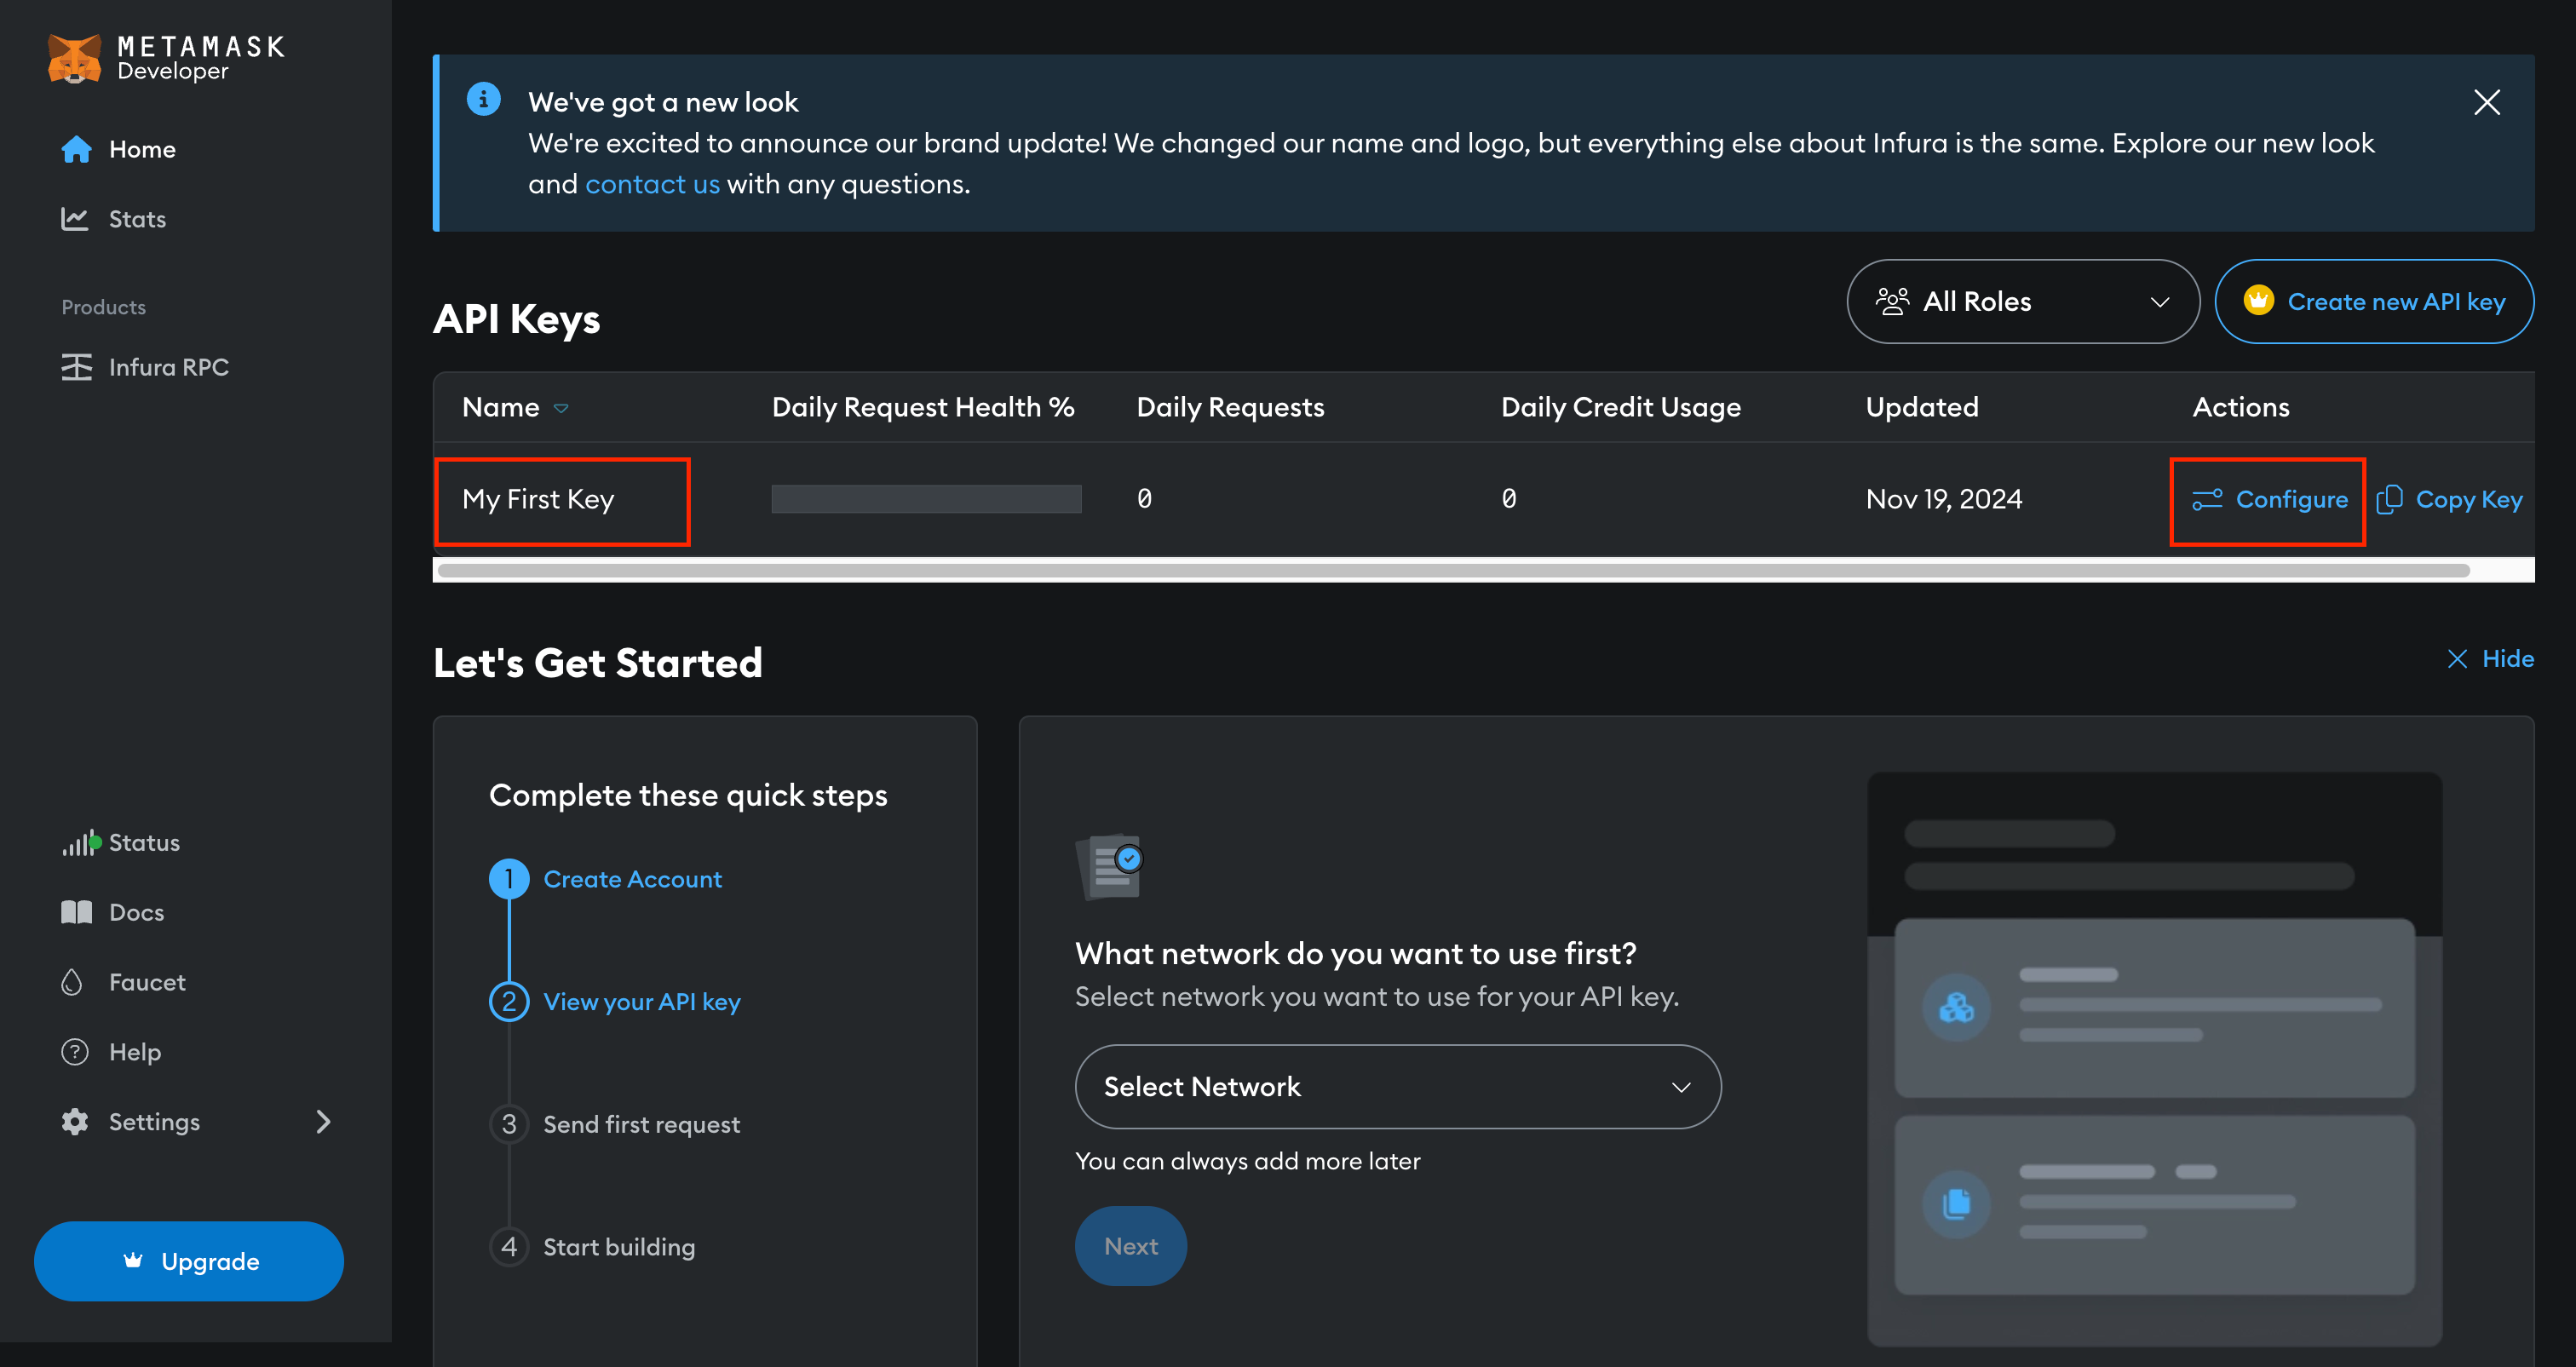 METAMASK
Developer
Home
Stats
Products
Infura RPC
Status
Docs
Faucet
Help
Settings
Upgrade
We've got a new look
We're excited to announce our brand update! We changed our name and logo, but everything else about Infura is the same. Explore our new look
and contact us with any questions.
API Keys
All Roles
Create new API key
Name Daily Request Health % Daily Requests Daily Credit Usage Updated Actions
My First Key 0 0 Nov 19, 2024 Configure Copy Key
Let's Get Started
Hide
Complete these quick steps
1 Create Account
2 View your API key
3 Send first request
4 Start building
What network do you want to use first?
Select network you want to use for your API key.
Select Network
You can always add more later
Next